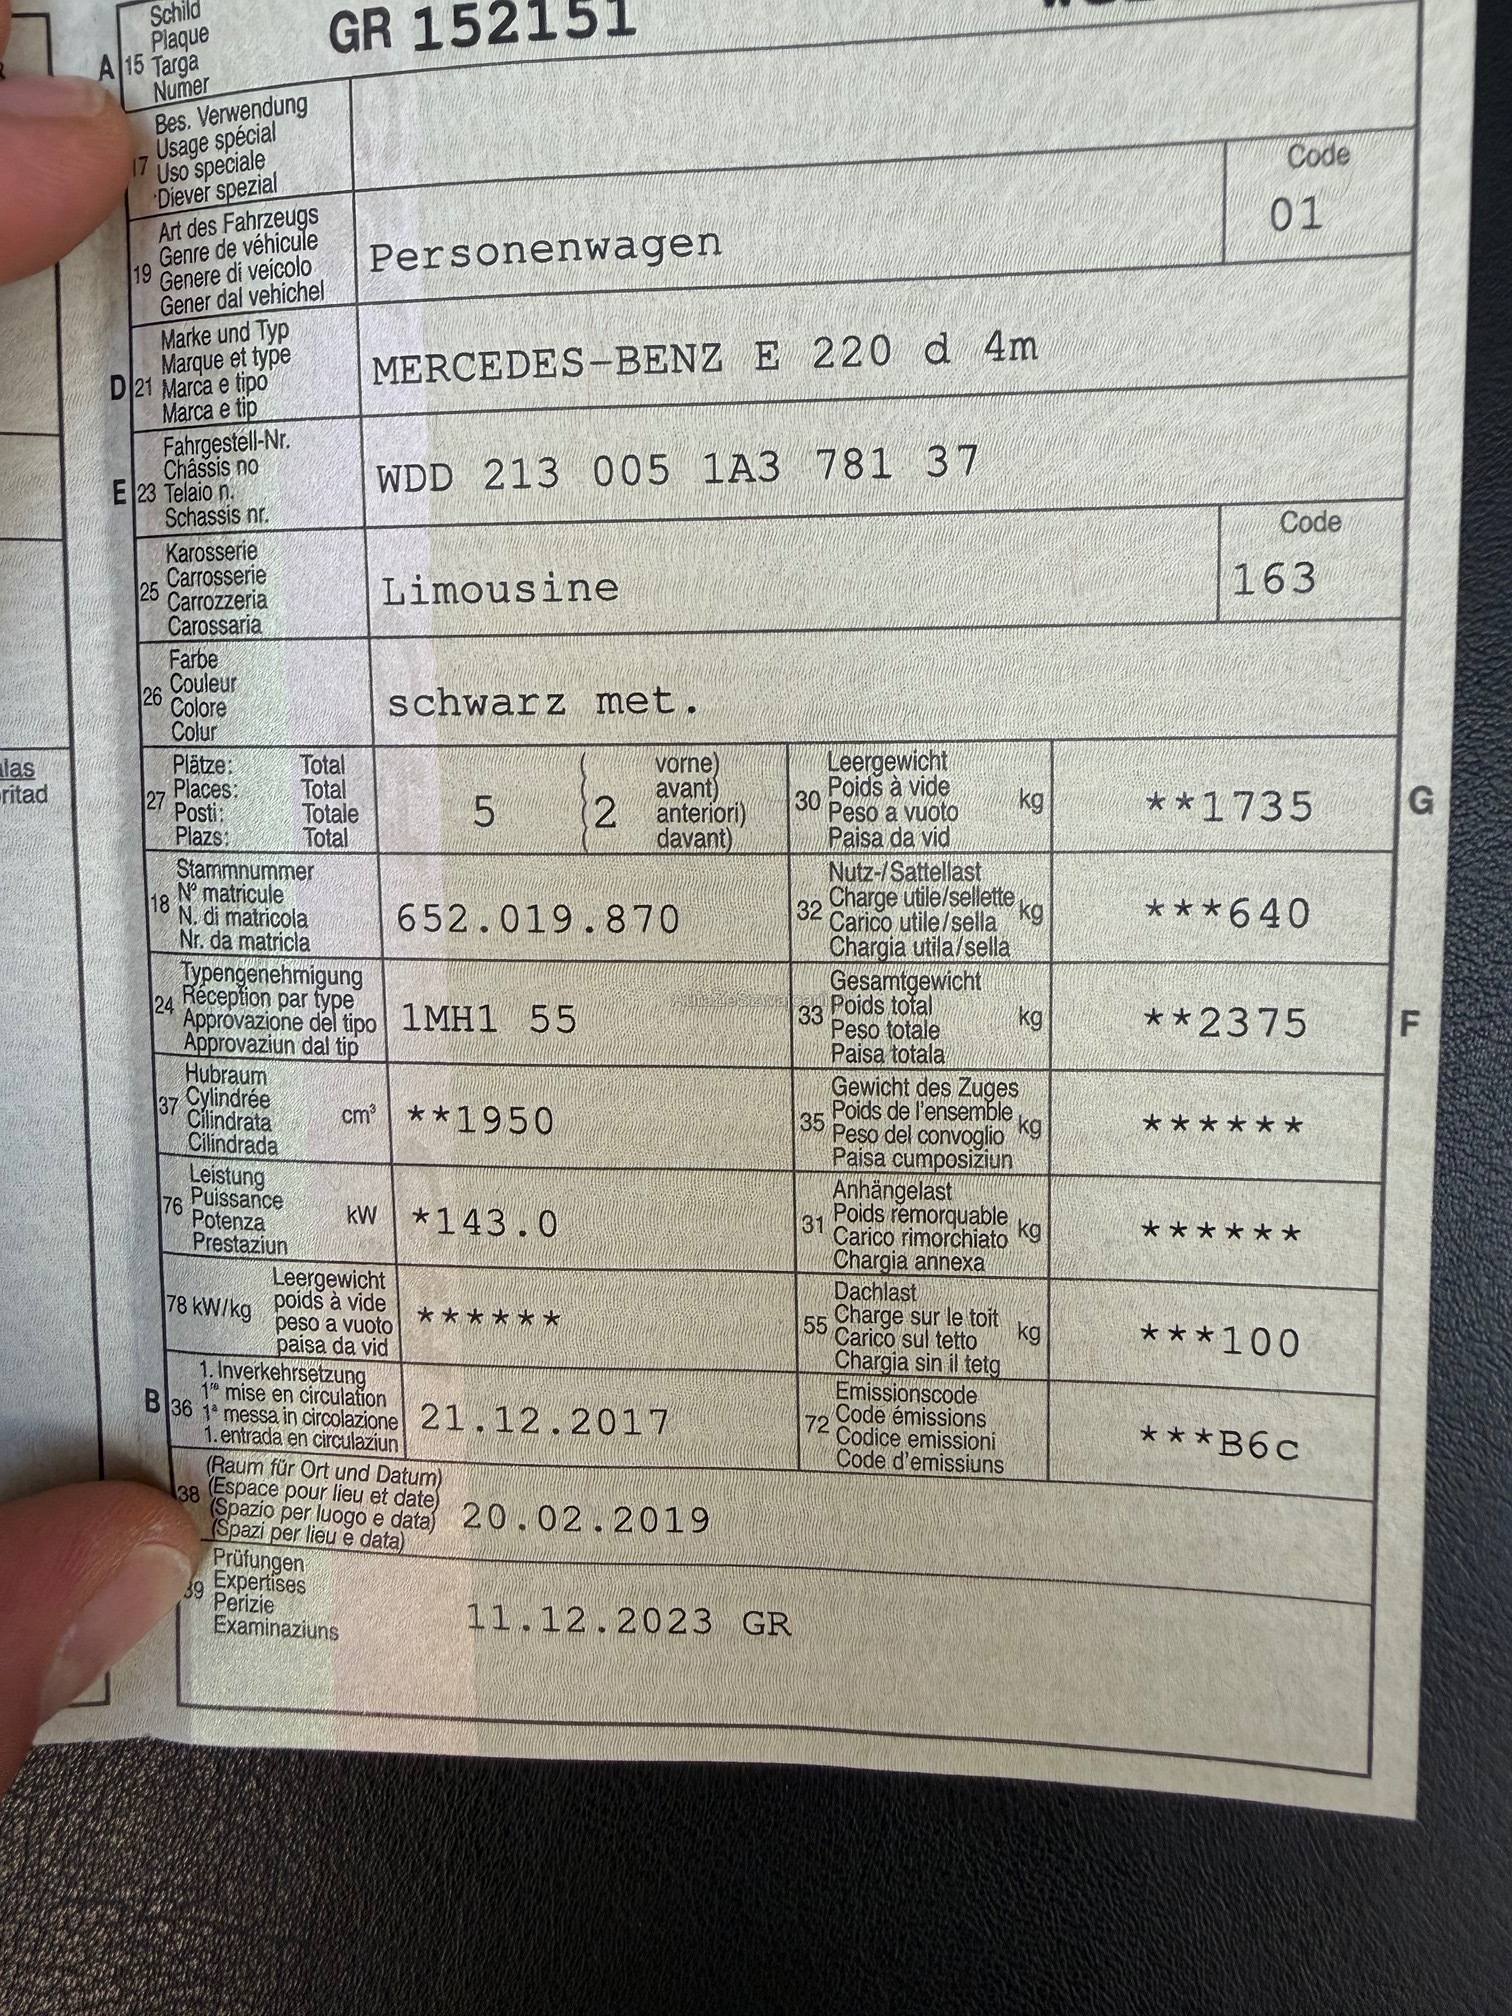 Schild
Plaque
A 15 Targa
Numer
GR 152151
Bes. Verwendung
Usage spécial
17 Uso speciale
Diever spezial
Art des Fahrzeugs
Genre de véhicule
19 Genere di veicolo
Gener dal vehichel
Personenwagen
Code
01
Marke und Typ
Marque et type
D 21 Marca e tipo
Marca e tip
MERCEDES-BENZ E 220 d 4m
Fahrgestell-Nr.
Châssis no
E 23 Telaio n.
Schassis nr.
WDD 213 005 1A3 781 37
Karosserie
25 Carrosserie
Carrozzeria
Carossaria
Limousine
Code
163
Farbe
26 Couleur
Colore
Colur
schwarz met.
Plätze: Total
27 Places: Total
Posti: Totale
Plazs: Total
5 (2 vorne)
avant)
anteriori)
davant)
Leergewicht
30 Poids à vide kg
Peso a vuoto
Paisa da vid
**1735 G
Stammnummer
18 N° matricule
N. di matricola
Nr. da matricla
652.019.870
Nutz-/Sattellast
32 Charge utile/sellette kg
Carico utile/sella
Chargia utila/sella
***640
Typengenehmigung
24 Réception par type
Approvazione del tipo
Approvaziun dal tip
1MH1 55
Gesamtgewicht
33 Poids total kg
Peso totale
Paisa totala
**2375 F
Hubraum
37 Cylindrée cm³
Cilindrata
Cilindrada
**1950
Gewicht des Zuges
35 Poids de l'ensemble kg
Peso del convoglio
Paisa cumposiziun
******
Leistung
76 Puissance kW
Potenza
Prestaziun
*143.0
Anhängelast
31 Poids remorquable kg
Carico rimorchiato
Chargia annexa
******
Leergewicht
78 kW/kg poids à vide
peso a vuoto
paisa da vid
******
Dachlast
55 Charge sur le toit kg
Carico sul tetto
Chargia sin il tetg
***100
1. Inverkehrsetzung
B 36 1re mise en circulation
1a messa in circolazione
1. entrada en circulaziun
21.12.2017
Emissionscode
72 Code émissions
Codice emissioni
Code d'emissiuns
***B6c
(Raum für Ort und Datum)
38 (Espace pour lieu et date)
(Spazio per luogo e data)
(Spazi per lieu e data)
20.02.2019
Prüfungen
39 Expertises
Perizie
Examinaziuns
11.12.2023 GR